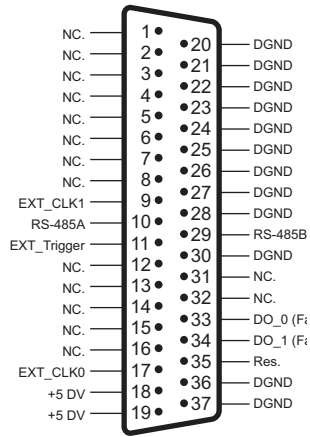 NC. 1
NC. 2
NC. 3
NC. 4
NC. 5
NC. 6
NC. 7
NC. 8
EXT_CLK1 9
RS-485A 10
EXT_Trigger 11
NC. 12
NC. 13
NC. 14
NC. 15
NC. 16
EXT_CLK0 17
+5 DV 18
+5 DV 19
20 DGND
21 DGND
22 DGND
23 DGND
24 DGND
25 DGND
26 DGND
27 DGND
28 DGND
29 RS-485B
30 DGND
31 NC.
32 NC.
33 DO_0
34 DO_1
35 Res.
36 DGND
37 DGND